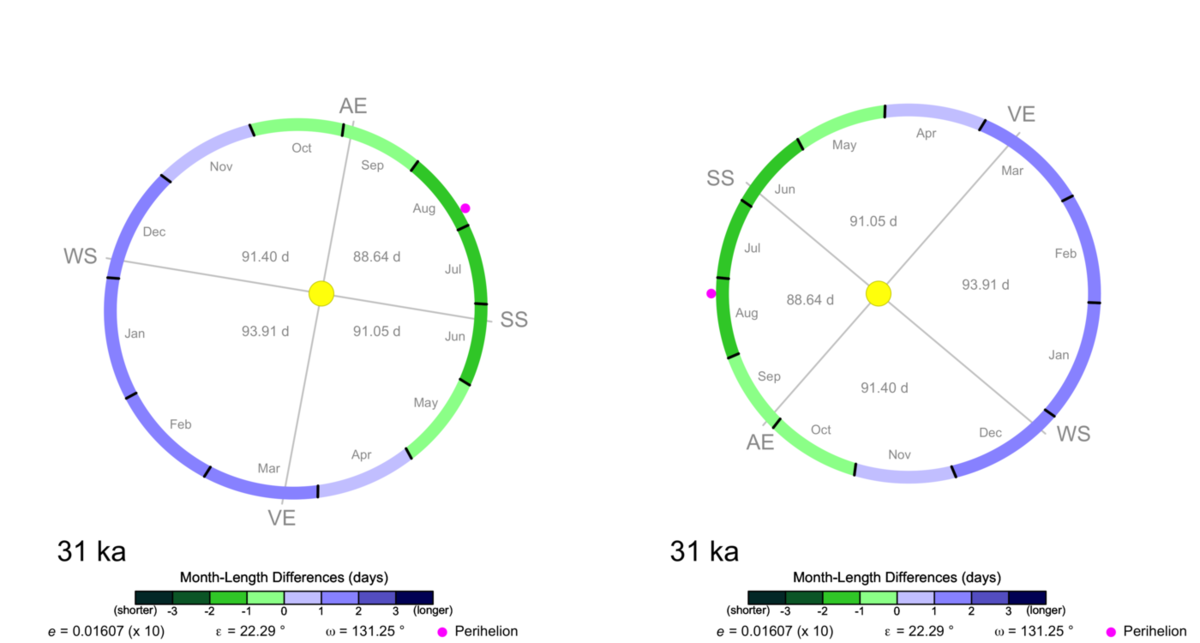 AE
Oct
Sep
Nov
Aug
Dec
WS
91.40 d
88.64 d
Jul
SS
93.91 d
91.05 d
Jan
Jun
May
Feb
Apr
Mar
VE
31 ka
Month-Length Differences (days)
(shorter) -3 -2 -1 0 1 2 3 (longer)
e = 0.01607 (x 10) ε = 22.29 ° ω = 131.25 ° Perihelion
VE
Apr
May
Mar
SS
Jun
91.05 d
Jul
Feb
93.91 d
88.64 d
Aug
Jan
Sep
91.40 d
Oct
Dec
WS
AE
Nov
31 ka
Month-Length Differences (days)
(shorter) -3 -2 -1 0 1 2 3 (longer)
e = 0.01607 (x 10) ε = 22.29 ° ω = 131.25 ° Perihelion